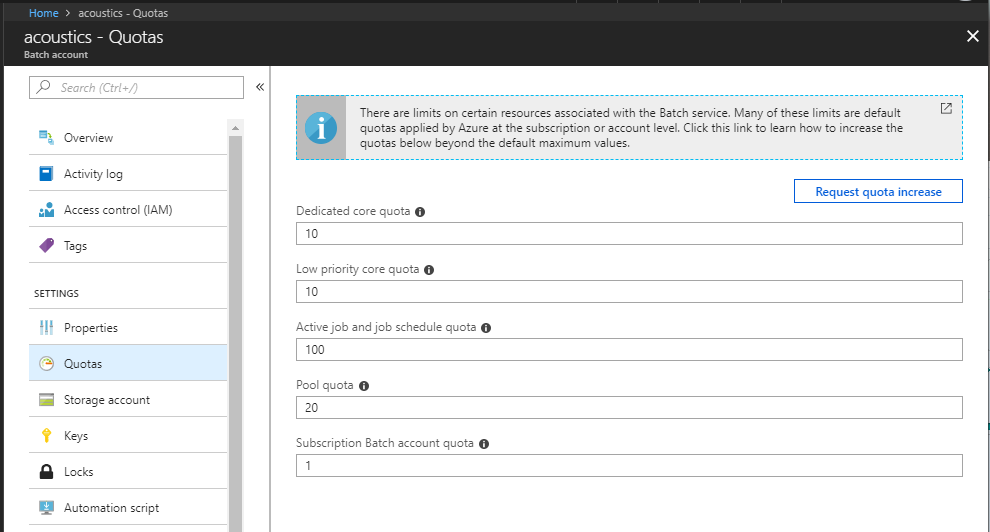 Home > acoustics - Quotas
acoustics - Quotas
Batch account
Search (Ctrl+/)
Overview
Activity log
Access control (IAM)
Tags
SETTINGS
Properties
Quotas
Storage account
Keys
Locks
Automation script
There are limits on certain resources associated with the Batch service. Many of these limits are default
quotas applied by Azure at the subscription or account level. Click this link to learn how to increase the
quotas below beyond the default maximum values.
Request quota increase
Dedicated core quota
10
Low priority core quota
10
Active job and job schedule quota
100
Pool quota
20
Subscription Batch account quota
1